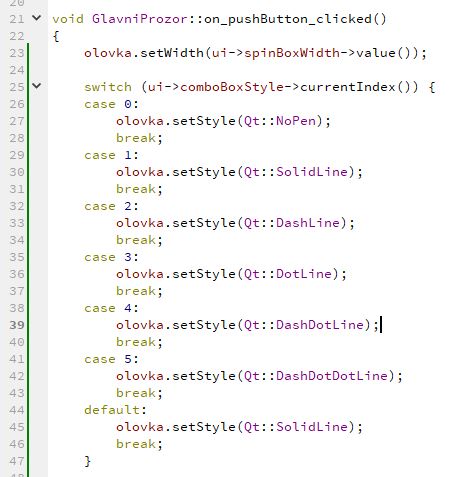 20
21 void GlavniProzor::on_pushButton_clicked()
22 {
23     olovka.setWidth(ui->spinBoxWidth->value());
24
25     switch (ui->comboBoxStyle->currentIndex()) {
26     case 0:
27         olovka.setStyle(Qt::NoPen);
28         break;
29     case 1:
30         olovka.setStyle(Qt::SolidLine);
31         break;
32     case 2:
33         olovka.setStyle(Qt::DashLine);
34         break;
35     case 3:
36         olovka.setStyle(Qt::DotLine);
37         break;
38     case 4:
39         olovka.setStyle(Qt::DashDotLine);
40         break;
41     case 5:
42         olovka.setStyle(Qt::DashDotDotLine);
43         break;
44     default:
45         olovka.setStyle(Qt::SolidLine);
46         break;
47     }